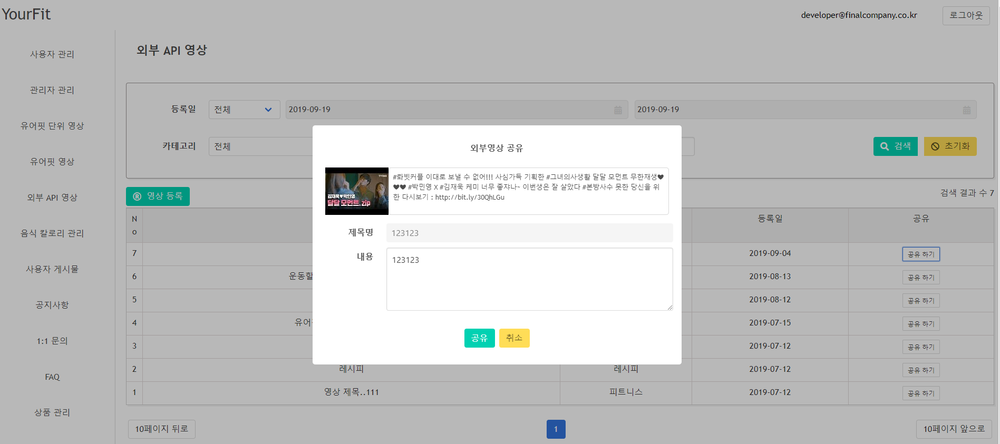 YourFit
developer@finalcompany.co.kr
로그아웃
사용자 관리
관리자 관리
유어핏 단위 영상
유어핏 영상
외부 API 영상
음식 칼로리 관리
사용자 게시물
공지사항
1:1 문의
FAQ
상품 관리
외부 API 영상
등록일 전체 2019-09-19 2019-09-19
카테고리 전체
검색 초기화
® 영상 등록
검색 결과 수 7
No 등록일 공유
7 2019-09-04 공유 하기
6 운동할 2019-08-13 공유 하기
5 2019-08-12 공유 하기
4 유어 2019-07-15 공유 하기
3 2019-07-12 공유 하기
2 레시피 레시피 2019-07-12 공유 하기
1 영상 제목..111 피트니스 2019-07-12 공유 하기
10페이지 뒤로 1 10페이지 앞으로
외부영상 공유
TVING
김재욱♥박민영
달달 모먼트.zip
#롸빗커플 이대로 보낼 수 없어!!! 사심가득 기획한 #그녀의사생활 달달 모먼트 무한재생♥
♥♥ #박민영 X #김재욱 케미 너무 좋쟈나~ 이번생은 잘 살았다 #본방사수 못한 당신을 위
한 다시보기 : http://bit.ly/30QhLGu
제목명 123123
내용 123123
공유 취소